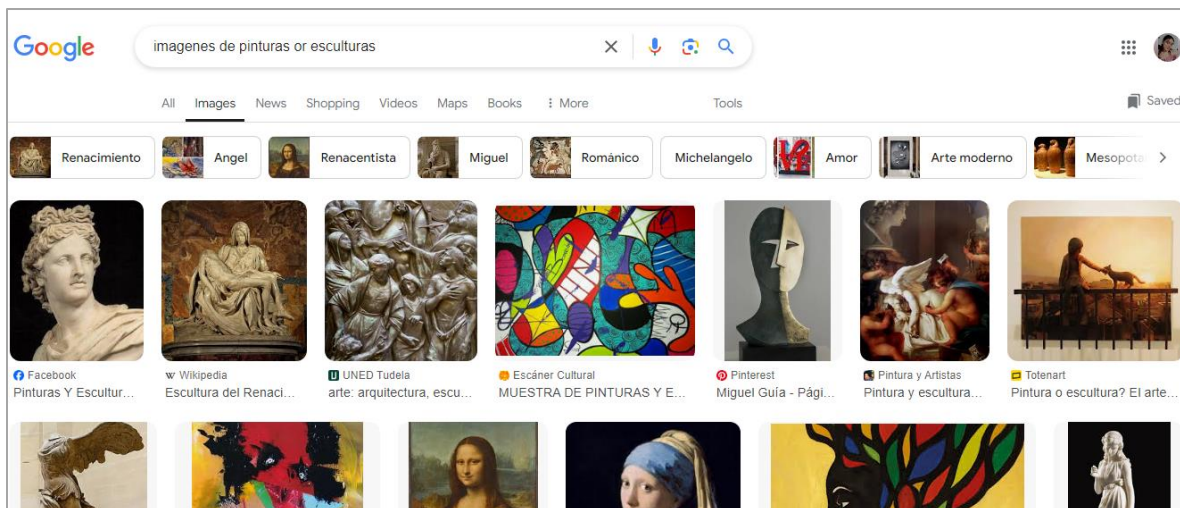 Google
imagenes de pinturas or esculturas
All Images News Shopping Videos Maps Books More Tools Saved
Renacimiento Angel Renacentista Miguel Románico Michelangelo Amor Arte moderno Mesopota
Facebook Wikipedia UNED Tudela Escáner Cultural Pinterest Pintura y Artistas Totenart
Pinturas Y Escultur... Escultura del Renaci... arte: arquitectura, escu... MUESTRA DE PINTURAS Y E... Miguel Guía - Pági... Pintura y escultura... Pintura o escultura? El arte...